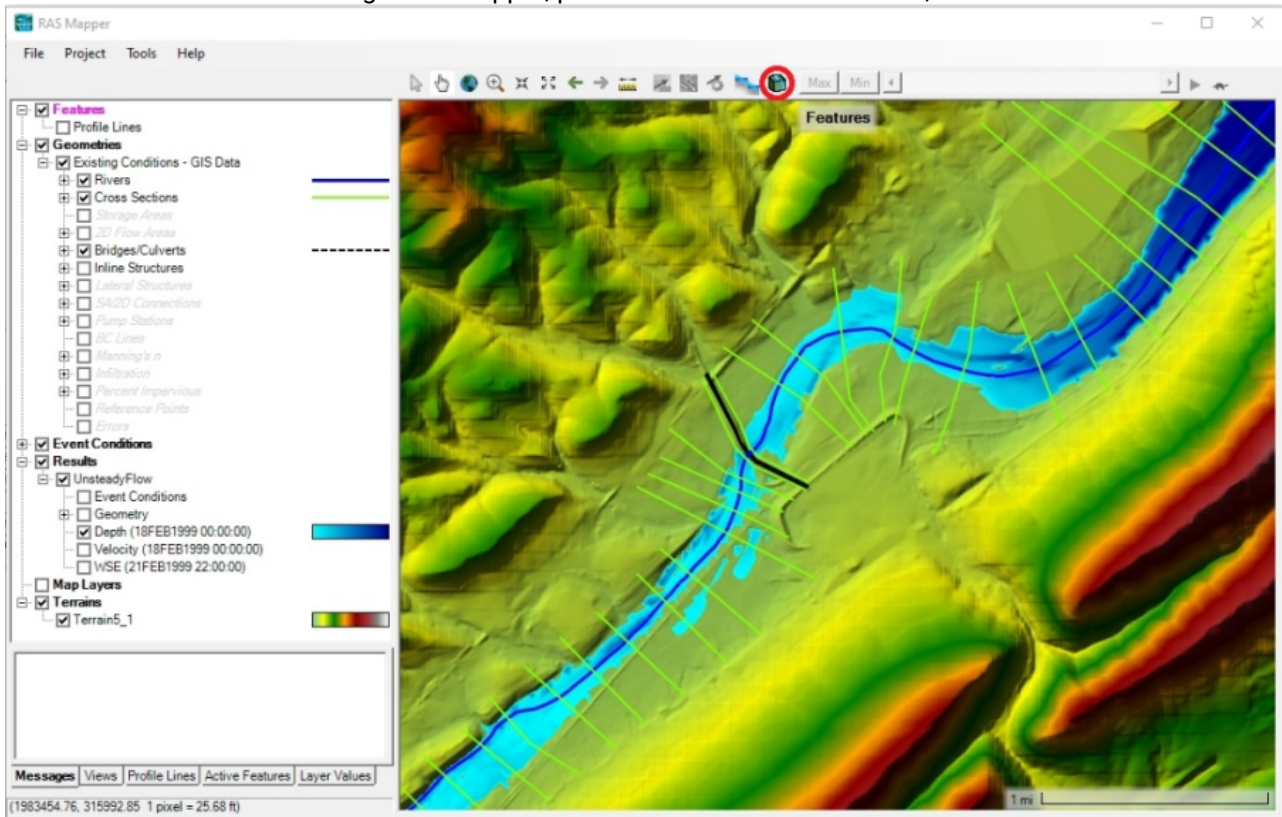 RAS Mapper
File Project Tools Help
Max Min
Features
Profile Lines
Geometries
Existing Conditions - GIS Data
Rivers
Cross Sections
Storage Areas
2D Flow Areas
Bridges/Culverts
Inline Structures
Lateral Structures
SA/2D Connections
Pump Stations
BC Lines
Manning's n
Infiltration
Percent Impervious
Reference Points
Errors
Event Conditions
Results
UnsteadyFlow
Event Conditions
Geometry
Depth (18FEB1999 00:00:00)
Velocity (18FEB1999 00:00:00)
WSE (21FEB1999 22:00:00)
Map Layers
Terrains
Terrain5_1
Features
1 mi
Messages Views Profile Lines Active Features Layer Values
(1983454.76, 315992.85 1 pixel = 25.68 ft)